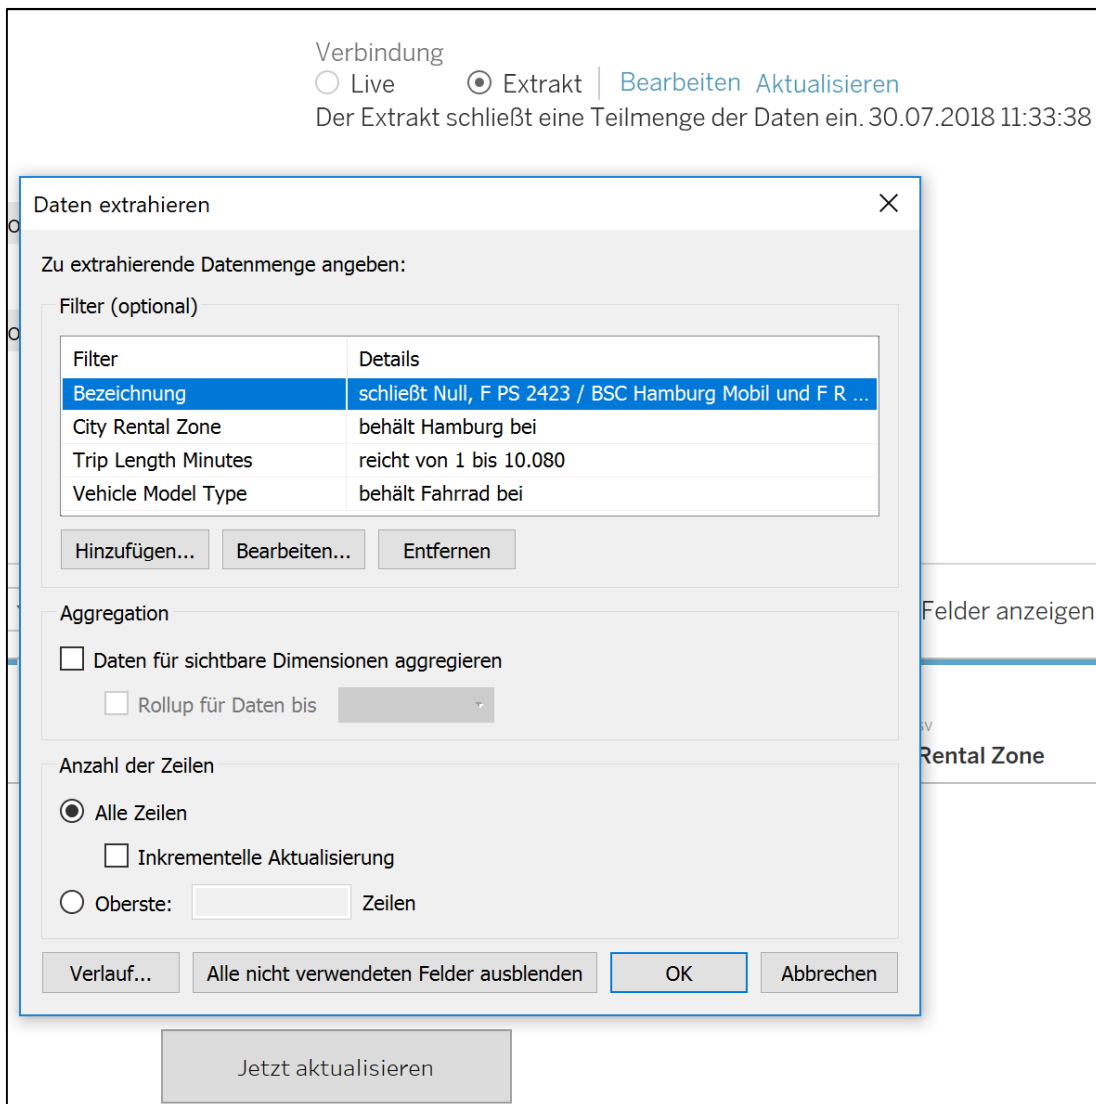 Verbindung
Live Extrakt Bearbeiten Aktualisieren
Der Extrakt schließt eine Teilmenge der Daten ein. 30.07.2018 11:33:38
Daten extrahieren
Zu extrahierende Datenmenge angeben:
Filter (optional)
Filter Details
Bezeichnung schließt Null, F PS 2423 / BSC Hamburg Mobil und F R ...
City Rental Zone behält Hamburg bei
Trip Length Minutes reicht von 1 bis 10.080
Vehicle Model Type behält Fahrrad bei
Hinzufügen... Bearbeiten... Entfernen
Aggregation
Felder anzeigen
Daten für sichtbare Dimensionen aggregieren
Rollup für Daten bis
Rental Zone
Anzahl der Zeilen
Alle Zeilen
Inkrementelle Aktualisierung
Oberste: Zeilen
Verlauf... Alle nicht verwendeten Felder ausblenden OK Abbrechen
Jetzt aktualisieren